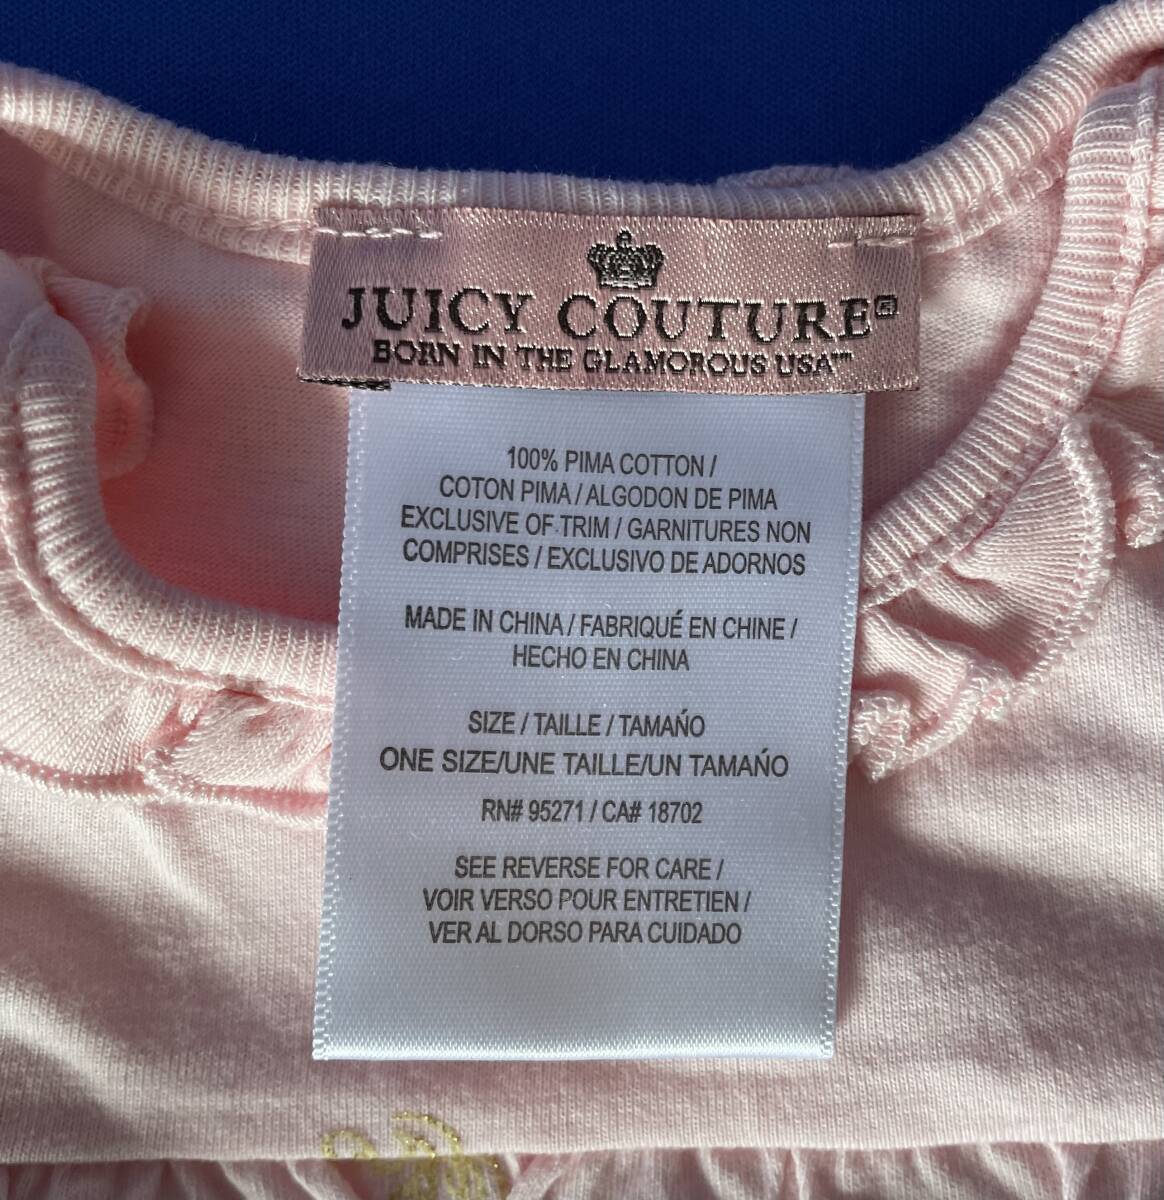 JUICY COUTURE®
BORN IN THE GLAMOROUS USA™
100% PIMA COTTON /
COTON PIMA / ALGODON DE PIMA
EXCLUSIVE OF TRIM / GARNITURES NON
COMPRISES / EXCLUSIVO DE ADORNOS
MADE IN CHINA / FABRIQUÉ EN CHINE /
HECHO EN CHINA
SIZE / TAILLE / TAMAÑO
ONE SIZE/UNE TAILLE/UN TAMAÑO
RN# 95271 / CA# 18702
SEE REVERSE FOR CARE /
VOIR VERSO POUR ENTRETIEN /
VER AL DORSO PARA CUIDADO